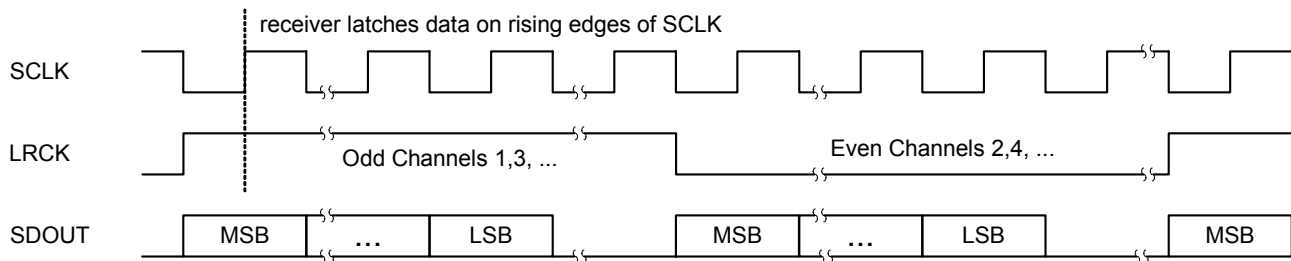 receiver latches data on rising edges of SCLK
SCLK
LRCK
Odd Channels 1,3, ...
Even Channels 2,4, ...
SDOUT
MSB
...
LSB
MSB
...
LSB
MSB